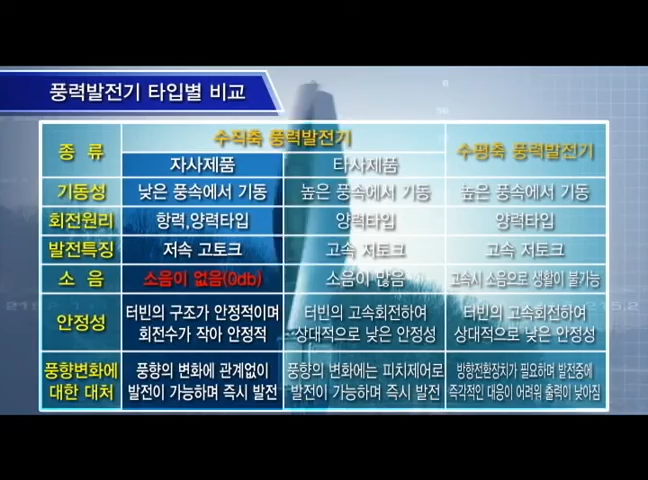 풍력발전기 타입별 비교
종 류
수직축 풍력발전기
수평축 풍력발전기
자사제품
타사제품
기동성
낮은 풍속에서 기동
높은 풍속에서 기동
높은 풍속에서 기동
회전원리
항력,양력타입
양력타입
양력타입
발전특징
저속 고토크
고속 저토크
고속 저토크
소 음
소음이 없음(0db)
소음이 많음
고속시 소음으로 생활이 불가능
안정성
터빈의 구조가 안정적이며
회전수가 작아 안정적
터빈의 고속회전하여
상대적으로 낮은 안정성
터빈의 고속회전하여
상대적으로 낮은 안정성
풍향변화에
대한 대처
풍향의 변화에 관계없이
발전이 가능하며 즉시 발전
풍향의 변화에는 피치제어로
발전이 가능하며 즉시 발전
방향전환장치가 필요하며 발전중에
즉각적인 대응이 어려워 출력이 낮아짐